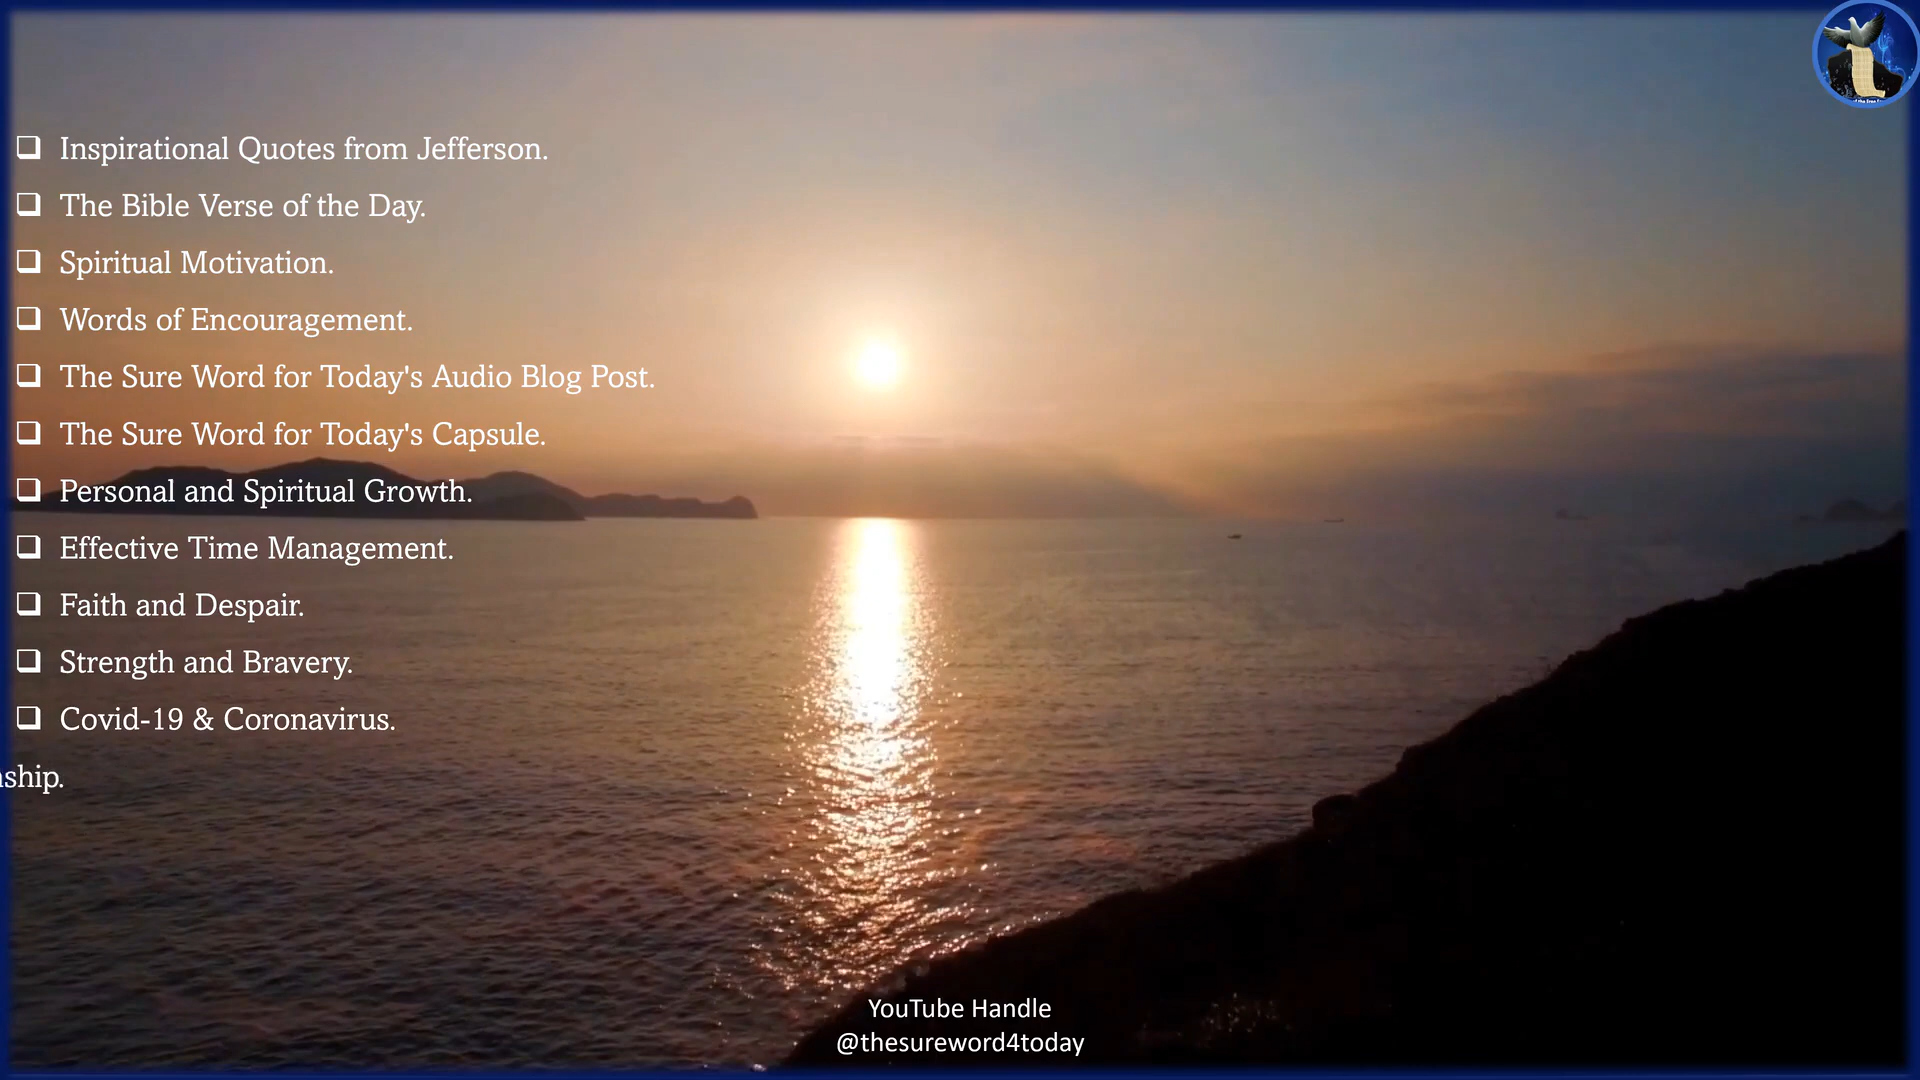 ❑ Inspirational Quotes from Jefferson.
❑ The Bible Verse of the Day.
❑ Spiritual Motivation.
❑ Words of Encouragement.
❑ The Sure Word for Today's Audio Blog Post.
❑ The Sure Word for Today's Capsule.
❑ Personal and Spiritual Growth.
❑ Effective Time Management.
❑ Faith and Despair.
❑ Strength and Bravery.
❑ Covid-19 & Coronavirus.
ship.
YouTube Handle
@thesureword4today